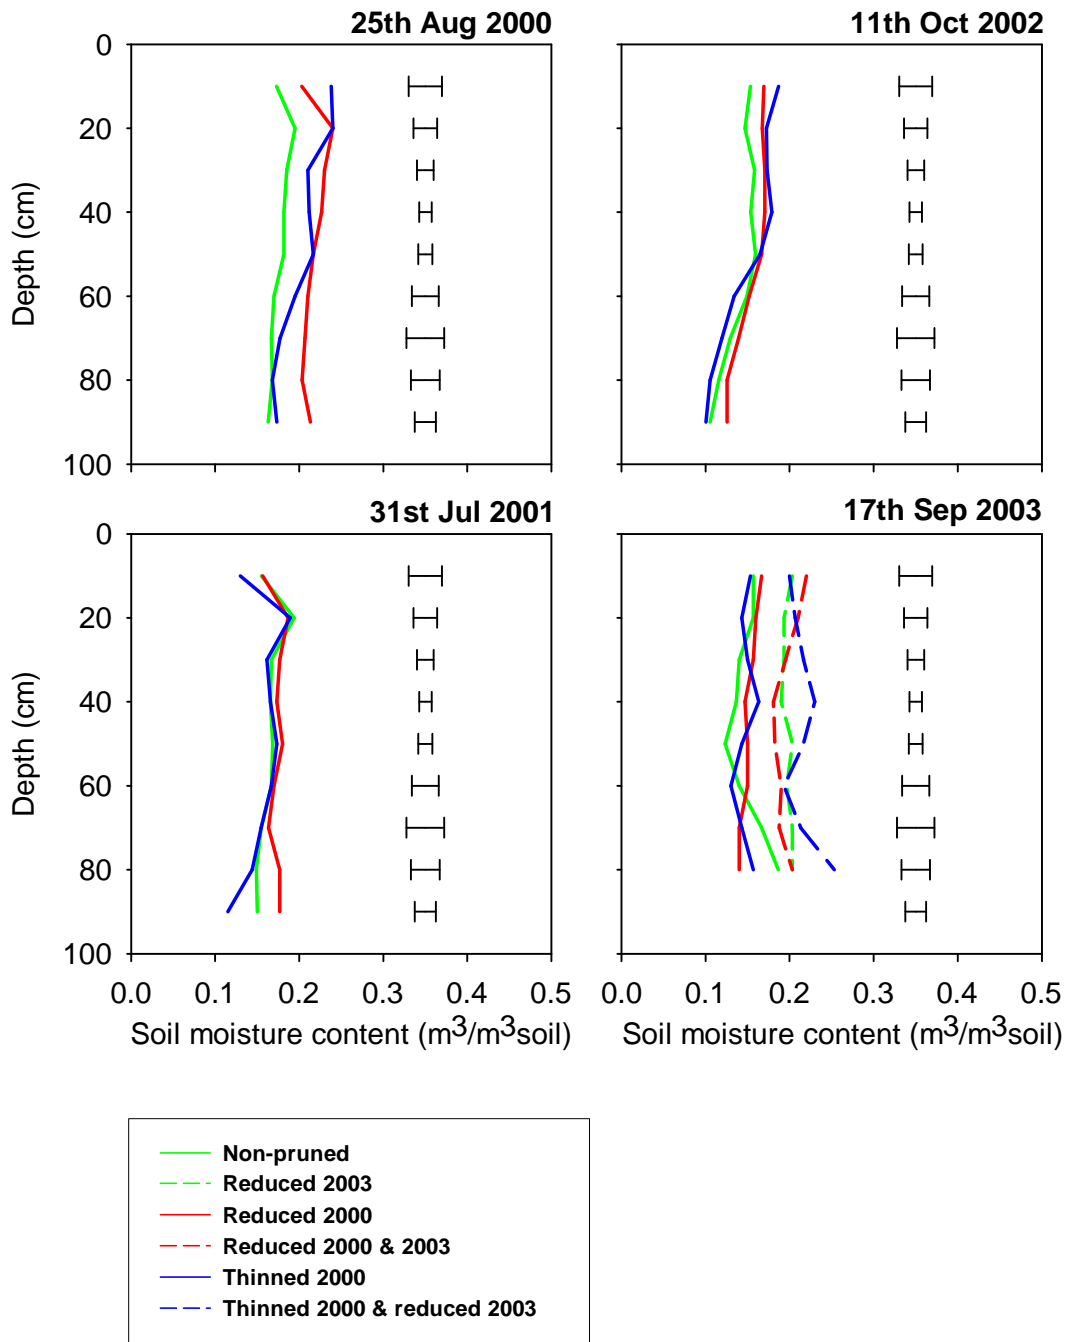 25th Aug 2000
11th Oct 2002
0
20
40
60
80
100
Depth (cm)
0.5
31st Jul 2001
17th Sep 2003
0
20
40
60
80
100
Depth (cm)
0.0 0.1 0.2 0.3 0.4 0.5
0.0 0.1 0.2 0.3 0.4 0.5
Soil moisture content (m³/m³soil)
Soil moisture content (m³/m³soil)
Non-pruned
Reduced 2003
Reduced 2000
Reduced 2000 & 2003
Thinned 2000
Thinned 2000 & reduced 2003